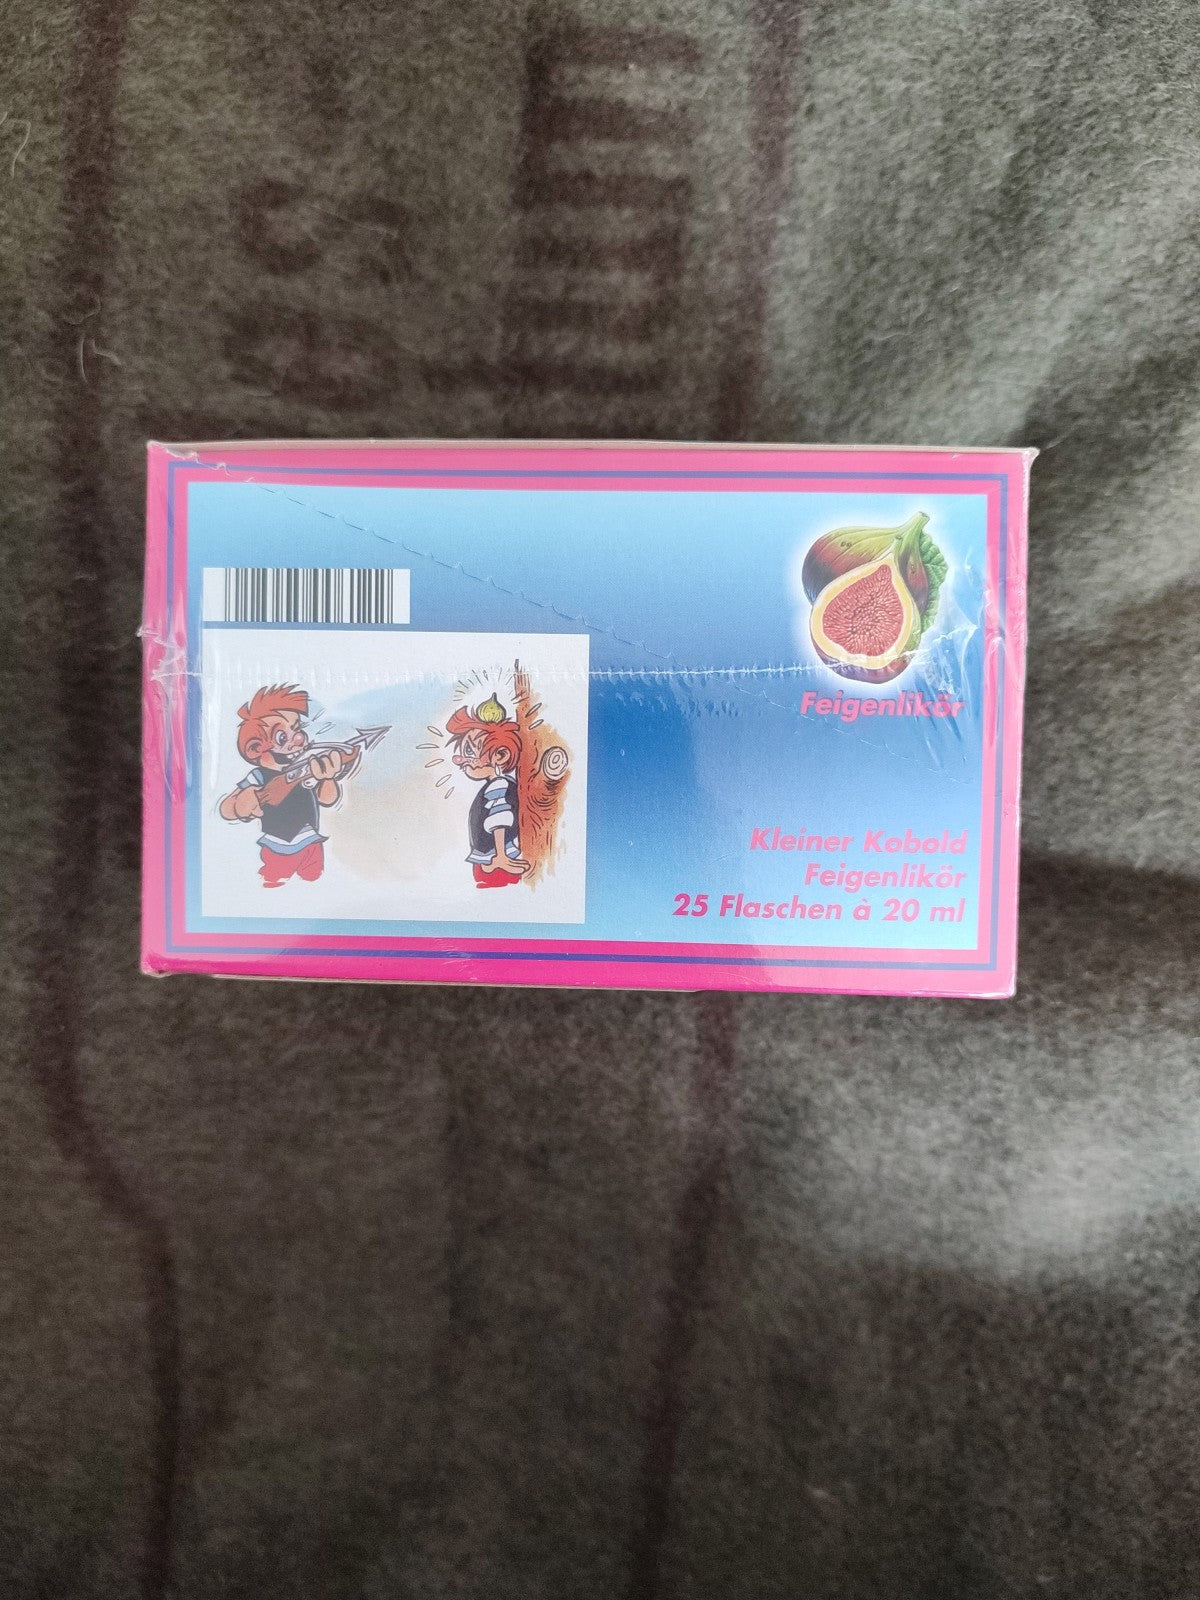 Feigenlikör
Kleiner Kobold
Feigenlikör
25 Flaschen à 20 ml